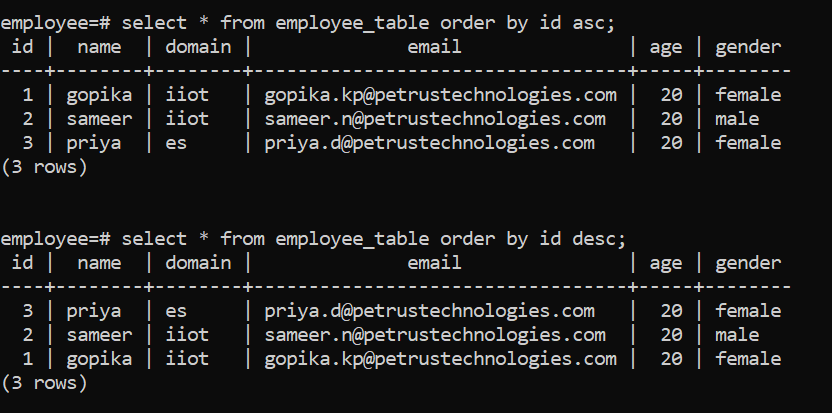 employee=# select * from employee_table order by id asc;
 id |  name  | domain |              email               | age | gender
----+--------+--------+----------------------------------+-----+--------
  1 | gopika | iiot   | gopika.kp@petrustechnologies.com |  20 | female
  2 | sameer | iiot   | sameer.n@petrustechnologies.com  |  20 | male
  3 | priya  | es     | priya.d@petrustechnologies.com   |  20 | female
(3 rows)
employee=# select * from employee_table order by id desc;
 id |  name  | domain |              email               | age | gender
----+--------+--------+----------------------------------+-----+--------
  3 | priya  | es     | priya.d@petrustechnologies.com   |  20 | female
  2 | sameer | iiot   | sameer.n@petrustechnologies.com  |  20 | male
  1 | gopika | iiot   | gopika.kp@petrustechnologies.com |  20 | female
(3 rows)